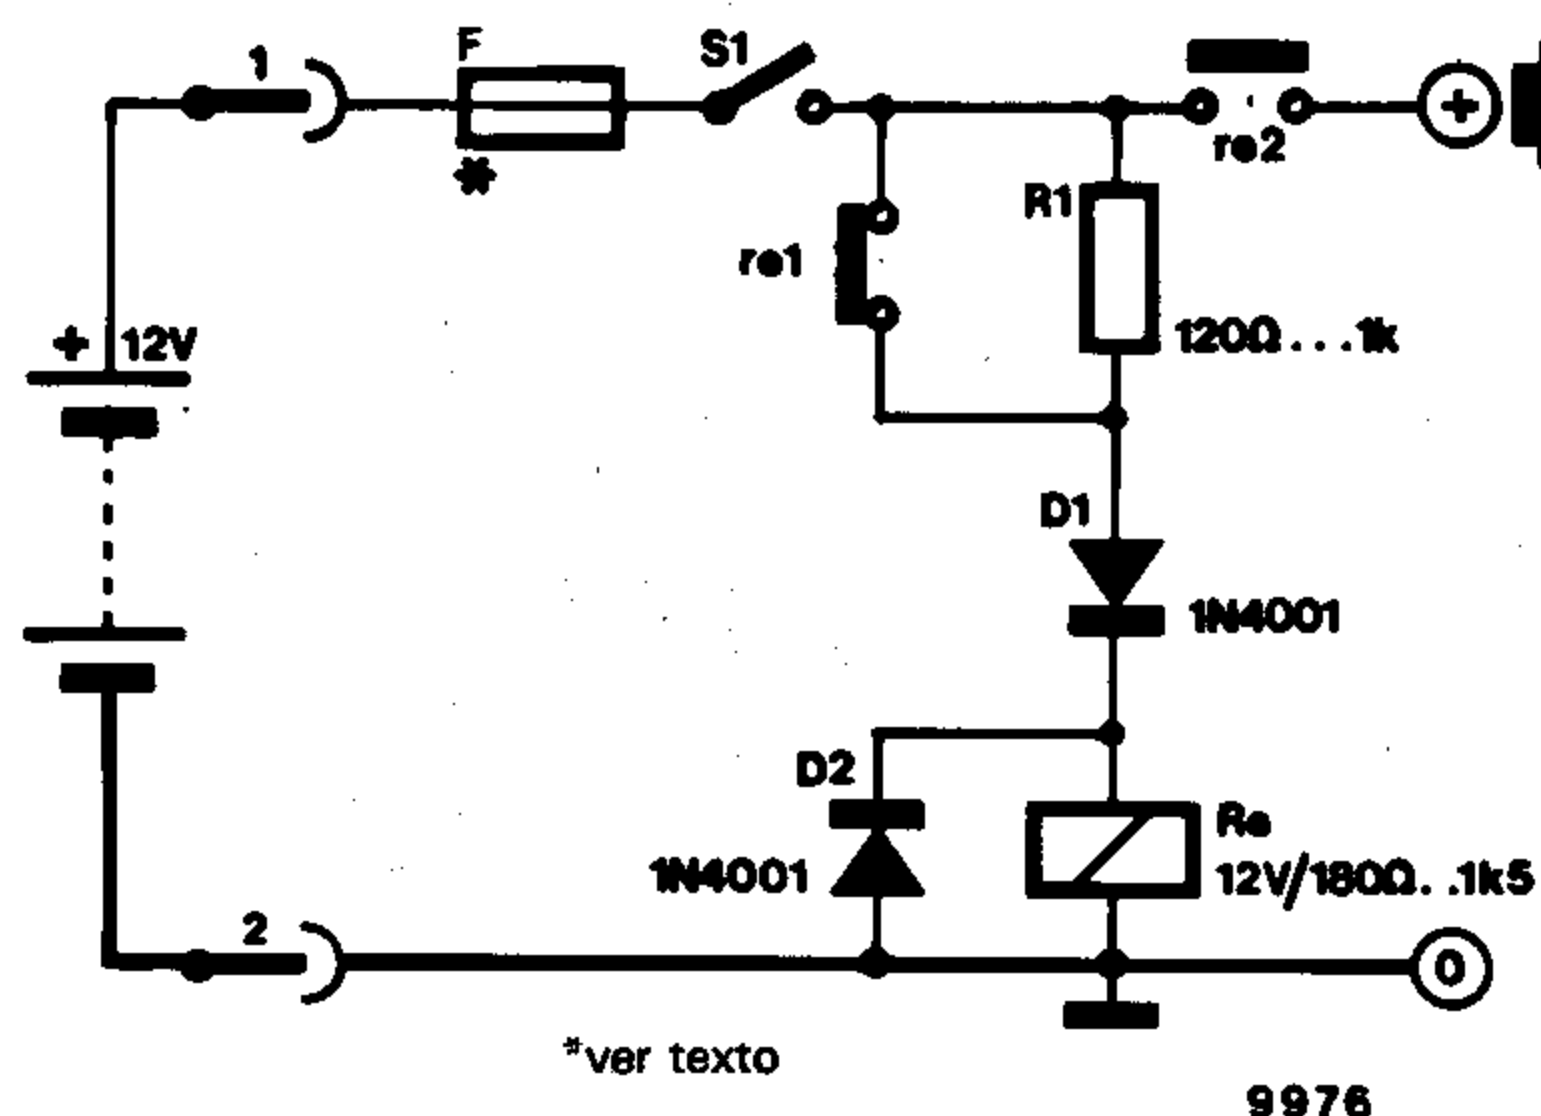 1
F
*
S1
re2
+
re1
R1
120Ω...1k
+ 12V
D1
1N4001
D2
1N4001
Re
12V/180Ω..1k5
2
0
*ver texto
9976